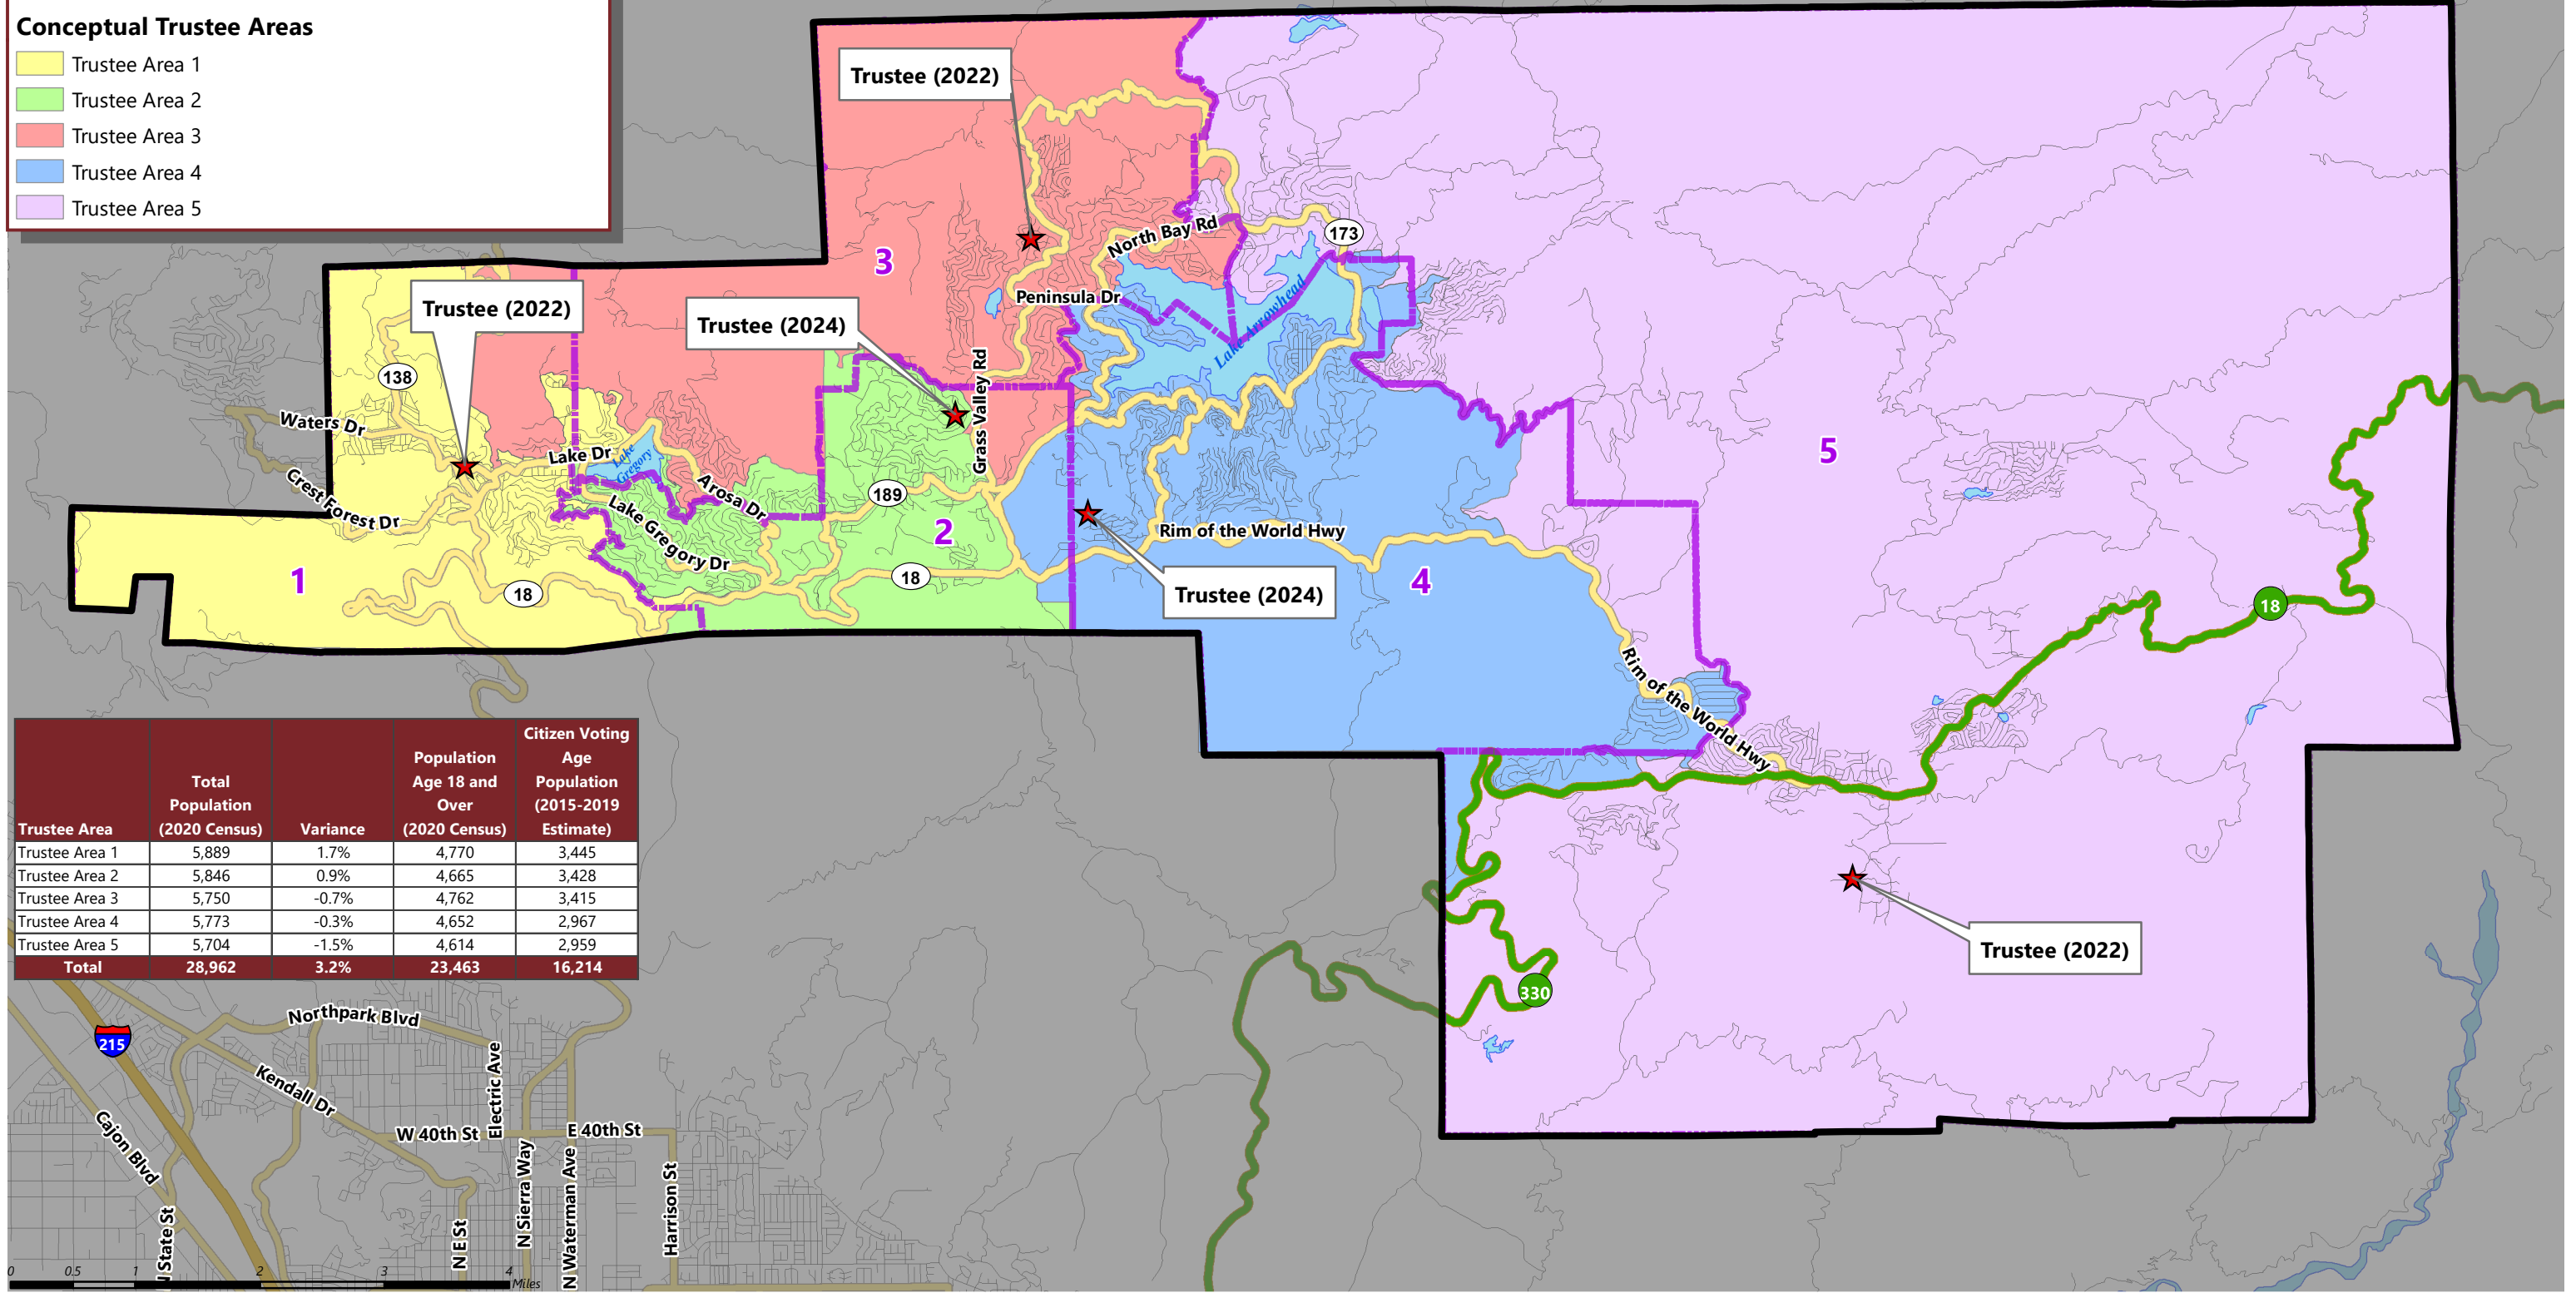 Conceptual Trustee Areas
Trustee Area 1
Trustee Area 2
Trustee Area 3
Trustee Area 4
Trustee Area 5
Trustee (2022)
North Bay Rd
173
3
Peninsula Dr
Trustee (2022)
Trustee (2024)
Lake Arrowhead
Grass Valley Rd
138
Waters Dr
Lake Dr
Lake
Gregory
5
Crest Forest Dr
Arosa Dr
189
Lake Gregory Dr
2
Rim of the World Hwy
1
18
18
4
Trustee (2024)
18
Rim of the World Hwy
Trustee Area
Total
Population
(2020 Census)
Variance
Population
Age 18 and
Over
(2020 Census)
Citizen Voting
Age
Population
(2015-2019
Estimate)
Trustee Area 1 5,889 1.7% 4,770 3,445
Trustee Area 2 5,846 0.9% 4,665 3,428
Trustee Area 3 5,750 -0.7% 4,762 3,415
Trustee Area 4 5,773 -0.3% 4,652 2,967
Trustee Area 5 5,704 -1.5% 4,614 2,959
Total 28,962 3.2% 23,463 16,214
Trustee (2022)
330
215
Northpark Blvd
Kendall Dr
Electric Ave
Cajon Blvd
W 40th St
E 40th St
N State St
N E St
N Sierra Way
N Waterman Ave
Harrison St
0 0.5 1 2 3 4
Miles